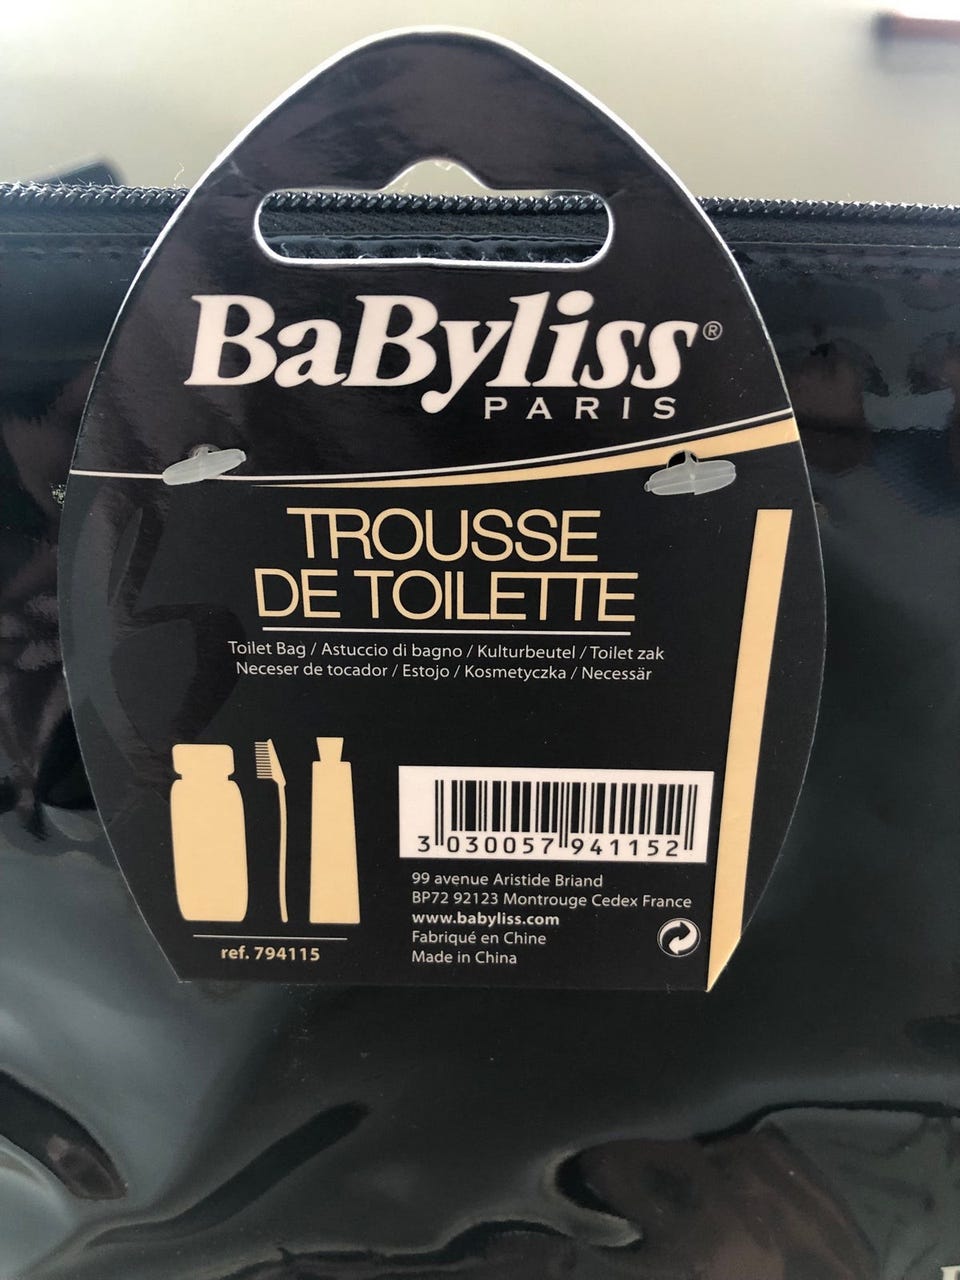 BaByliss®
PARIS
TROUSSE
DE TOILETTE
Toilet Bag / Astuccio di bagno / Kulturbeutel / Toilet zak
Neceser de tocador / Estojo / Kosmetyczka / Necessär
3 030057 941152
99 avenue Aristide Briand
BP72 92123 Montrouge Cedex France
www.babyliss.com
Fabriqué en Chine
Made in China
ref. 794115